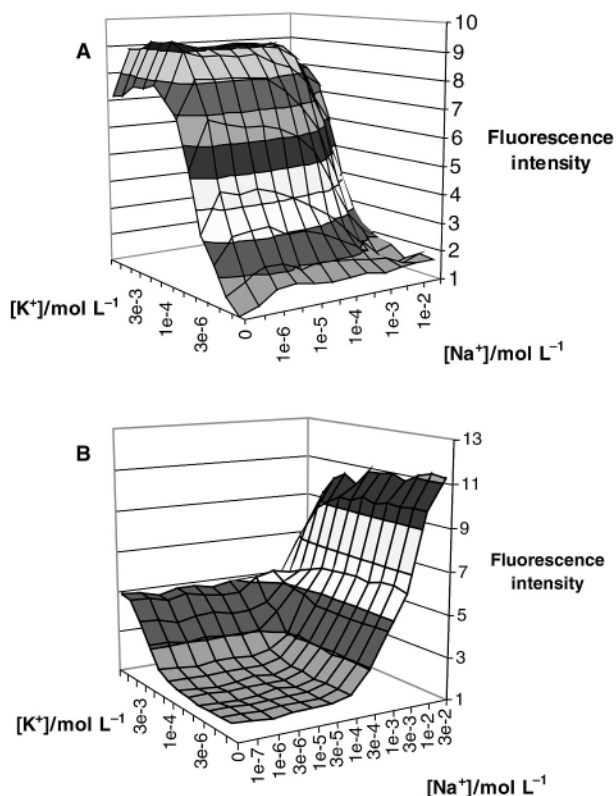 A
10
9
8
7
6
5
4
3
2
1
Fluorescence
intensity
[K⁺]/mol L⁻¹
3e-3
1e-4
3e-6
0
1e-6
1e-5
1e-3
1e-2
[Na⁺]/mol L⁻¹
B
13
11
9
7
5
3
1
Fluorescence
intensity
[K⁺]/mol L⁻¹
3e-3
1e-4
3e-6
0
1e-7
1e-6
3e-6
1e-5
3e-5
1e-4
3e-4
1e-3
3e-3
1e-2
3e-2
[Na⁺]/mol L⁻¹